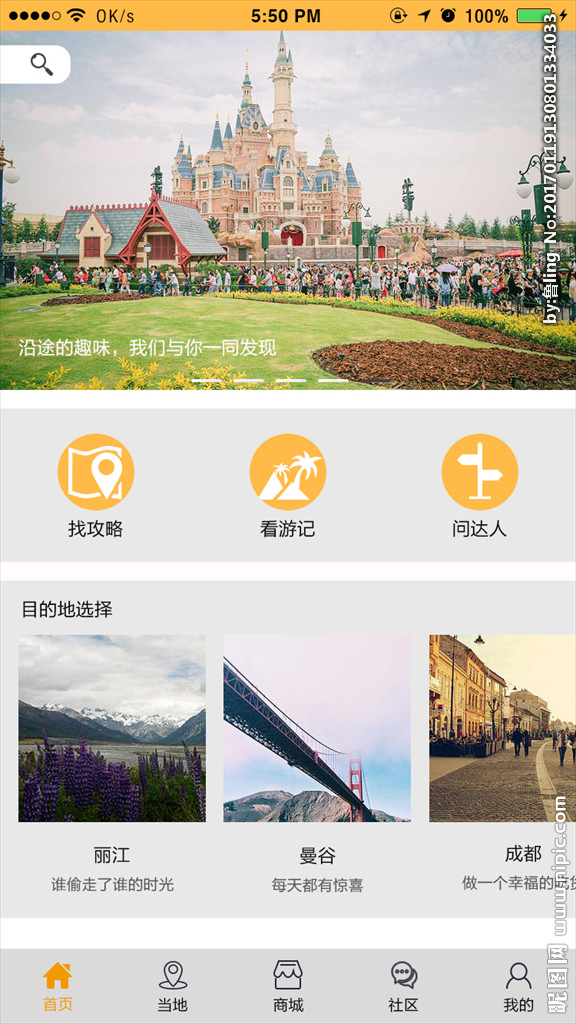 0K/s
5:50 PM
100%
by:鲁ling No:20170119130801334033
沿途的趣味，我们与你一同发现
找攻略
看游记
问达人
目的地选择
丽江
曼谷
成都
谁偷走了谁的时光
每天都有惊喜
做一个幸福的吃货
昵图网 www.nipic.com
首页
当地
商城
社区
我的